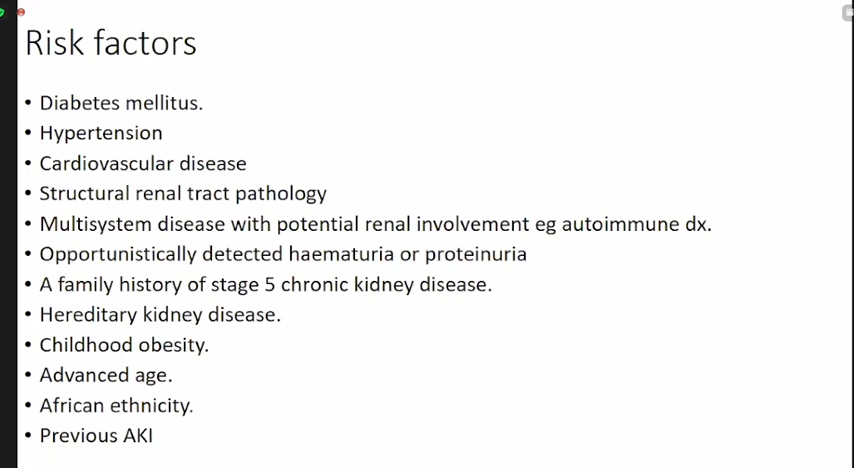 Risk factors
• Diabetes mellitus.
• Hypertension
• Cardiovascular disease
• Structural renal tract pathology
• Multisystem disease with potential renal involvement eg autoimmune dx.
• Opportunistically detected haematuria or proteinuria
• A family history of stage 5 chronic kidney disease.
• Hereditary kidney disease.
• Childhood obesity.
• Advanced age.
• African ethnicity.
• Previous AKI